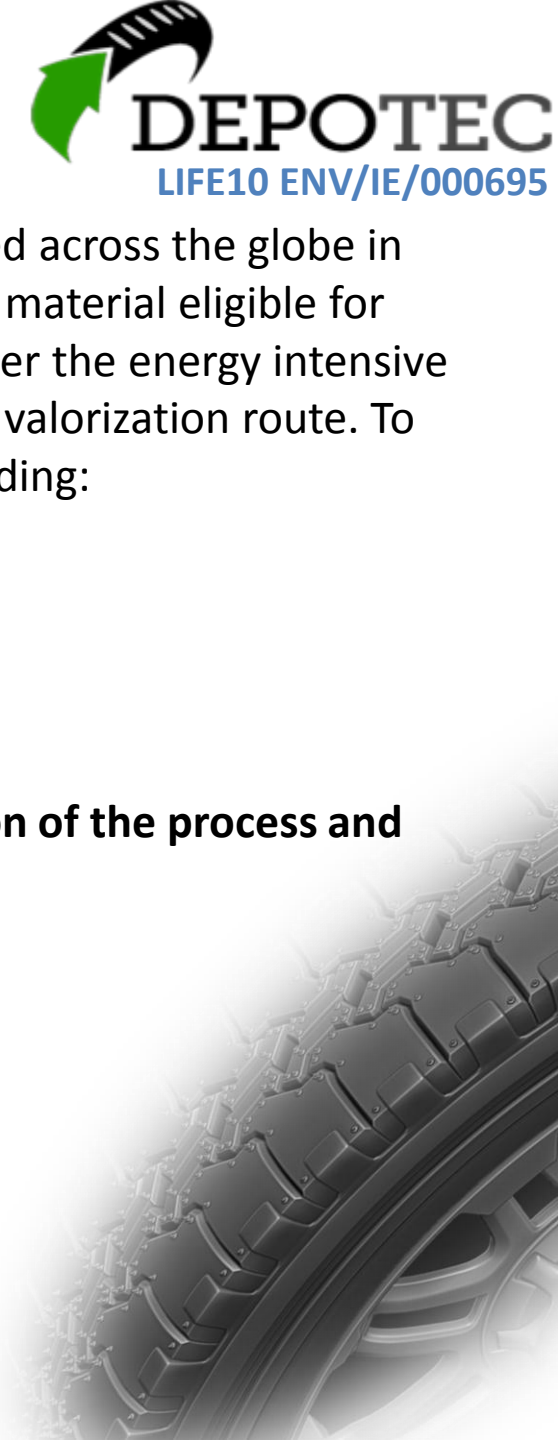 DEPOTEC
LIFE10 ENV/IE/000695
d across the globe in
material eligible for
er the energy intensive
valorization route. To
ding:
on of the process and